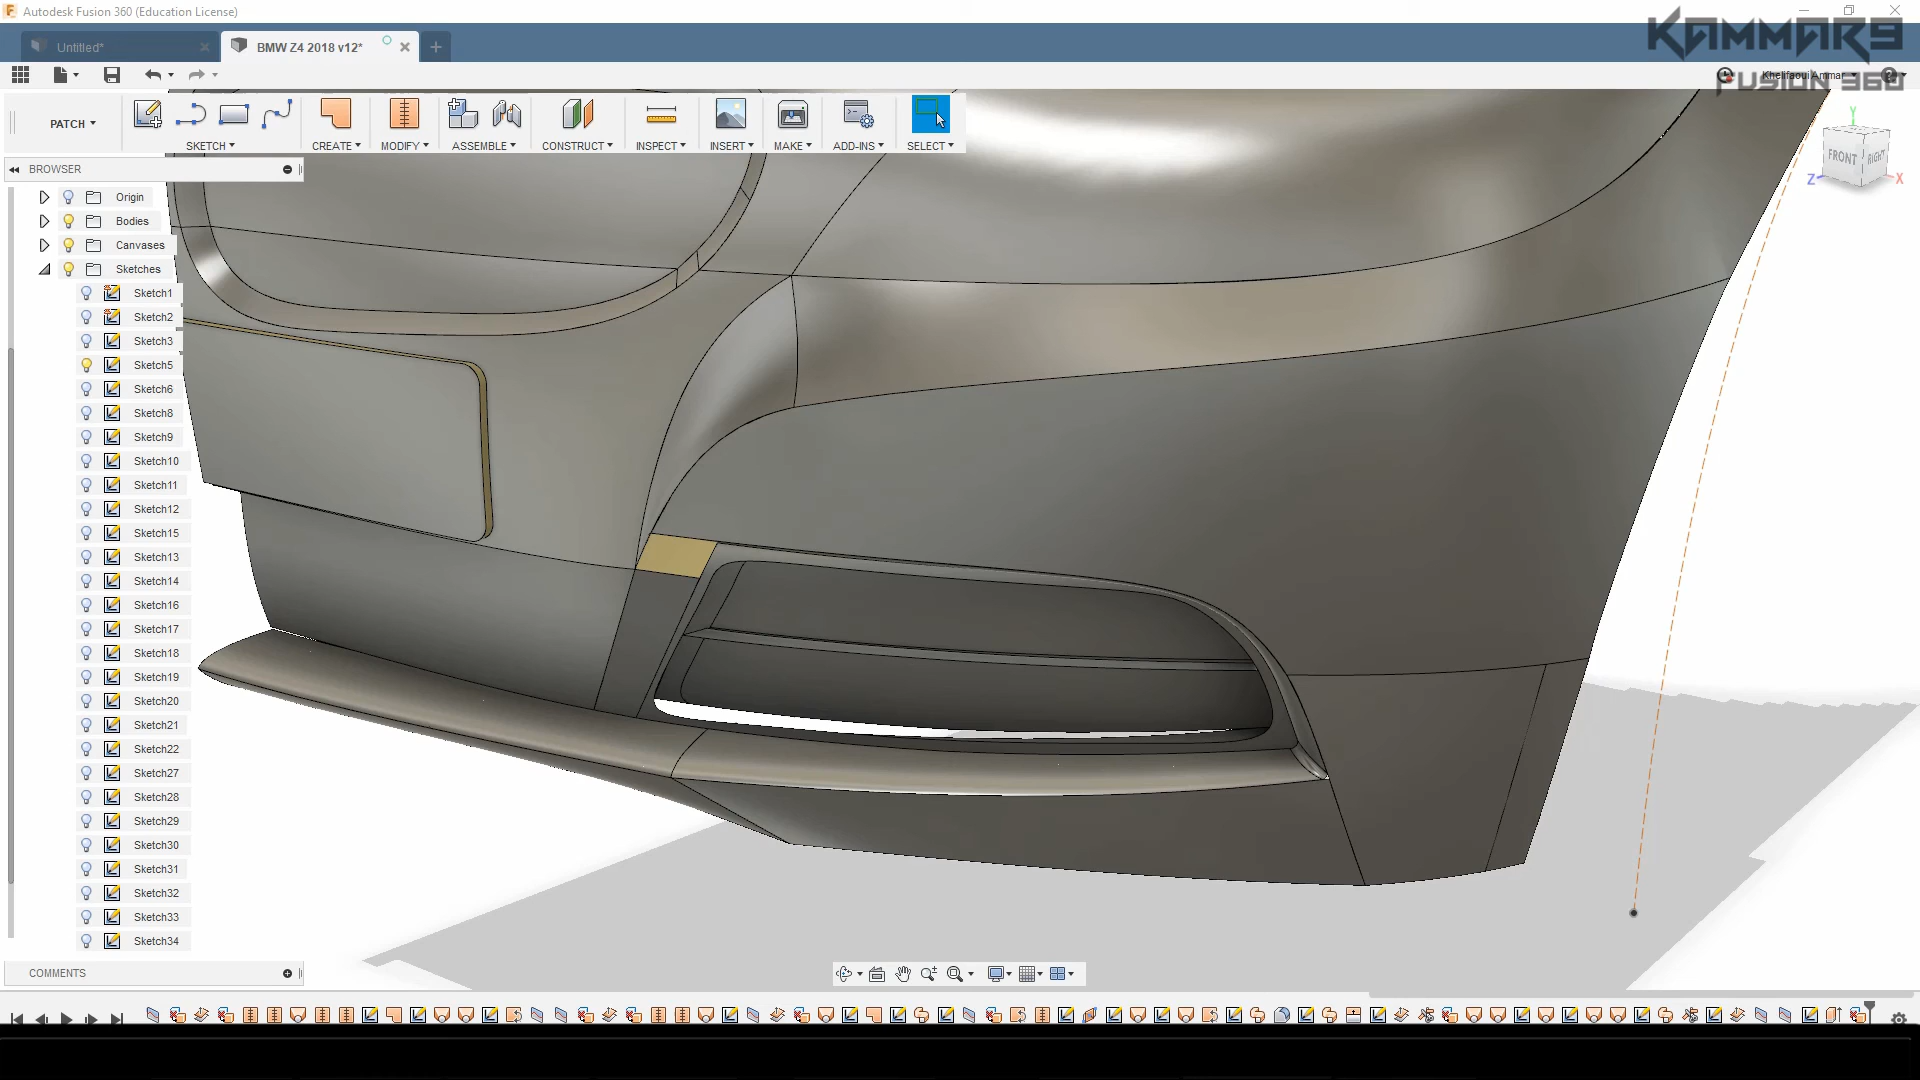 Autodesk Fusion 360 (Education License)
KAMMAR9
FUSION 360
Untitled*
BMW Z4 2018 v12*
Khelifaoui Ammar
PATCH
SKETCH
CREATE
MODIFY
ASSEMBLE
CONSTRUCT
INSPECT
INSERT
MAKE
ADD-INS
SELECT
BROWSER
Origin
Bodies
Canvases
Sketches
Sketch1
Sketch2
Sketch3
Sketch5
Sketch6
Sketch8
Sketch9
Sketch10
Sketch11
Sketch12
Sketch15
Sketch13
Sketch14
Sketch16
Sketch17
Sketch18
Sketch19
Sketch20
Sketch21
Sketch22
Sketch27
Sketch28
Sketch29
Sketch30
Sketch31
Sketch32
Sketch33
Sketch34
Y
FRONT
RIGHT
Z
X
COMMENTS